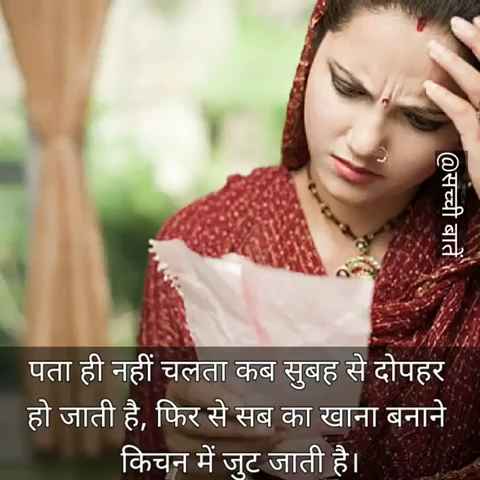 @सच्ची बातें
पता ही नहीं चलता कब सुबह से दोपहर
हो जाती है, फिर से सब का खाना बनाने
किचन में जुट जाती है।